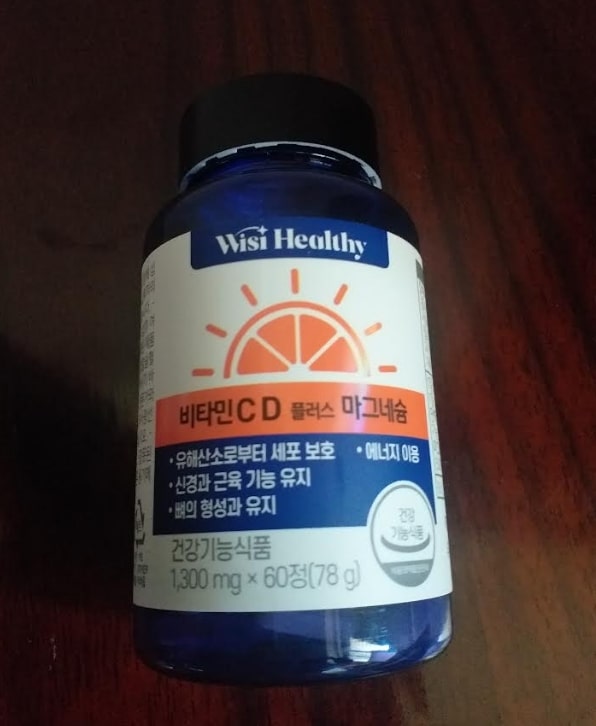 Wisi Healthy
비타민CD 플러스 마그네슘
• 유해산소로부터 세포 보호 • 에너지 이용
• 신경과 근육 기능 유지
• 뼈의 형성과 유지
건강
기능식품
건강기능식품
1,300 mg × 60정(78 g)